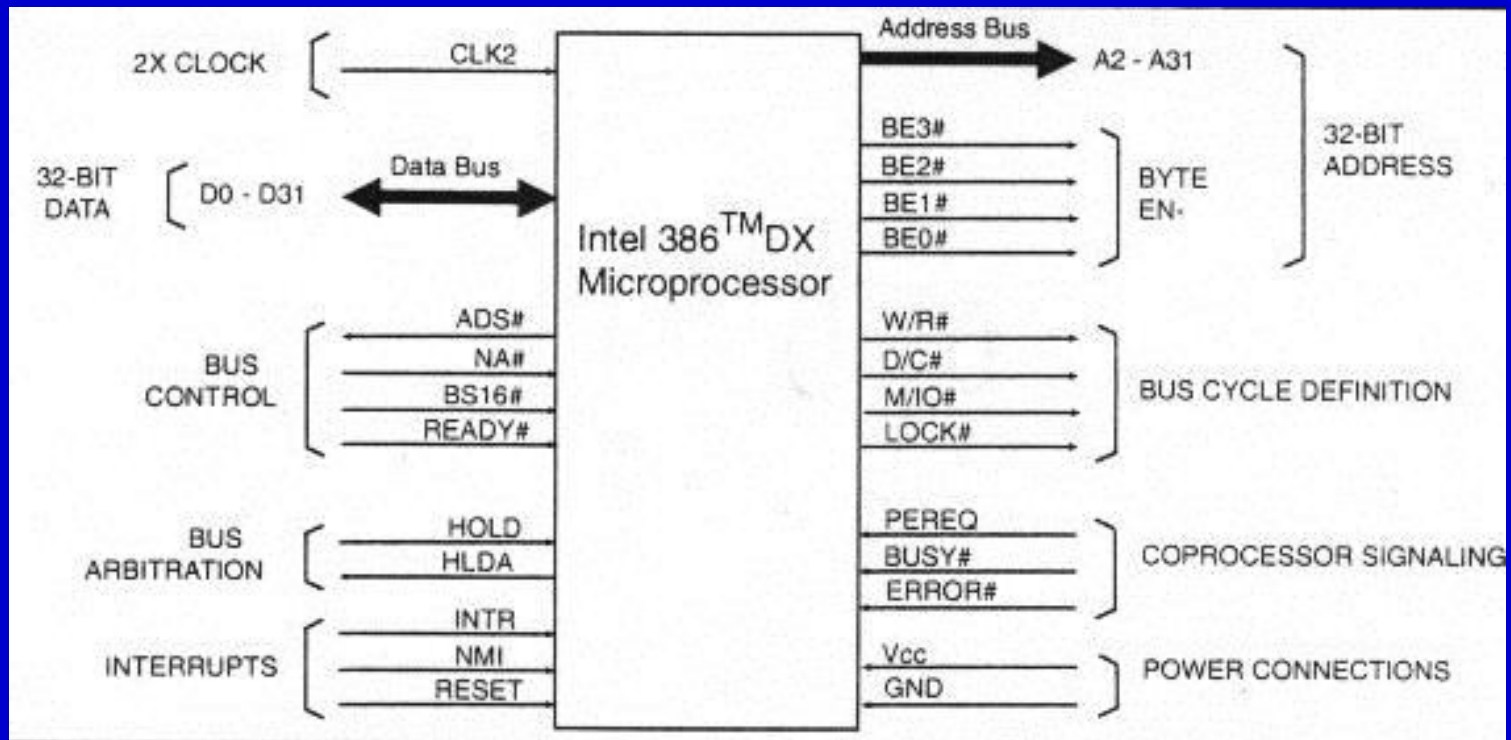 2X CLOCK
CLK2
32-BIT
DATA
D0 - D31
Data Bus
BUS
CONTROL
ADS#
NA#
BS16#
READY#
BUS
ARBITRATION
HOLD
HLDA
INTERRUPTS
INTR
NMI
RESET
Intel 386™DX
Microprocessor
Address Bus
A2 - A31
BE3#
BE2#
BE1#
BE0#
BYTE
EN-
32-BIT
ADDRESS
W/R#
D/C#
M/IO#
LOCK#
BUS CYCLE DEFINITION
PEREQ
BUSY#
ERROR#
COPROCESSOR SIGNALING
Vcc
GND
POWER CONNECTIONS